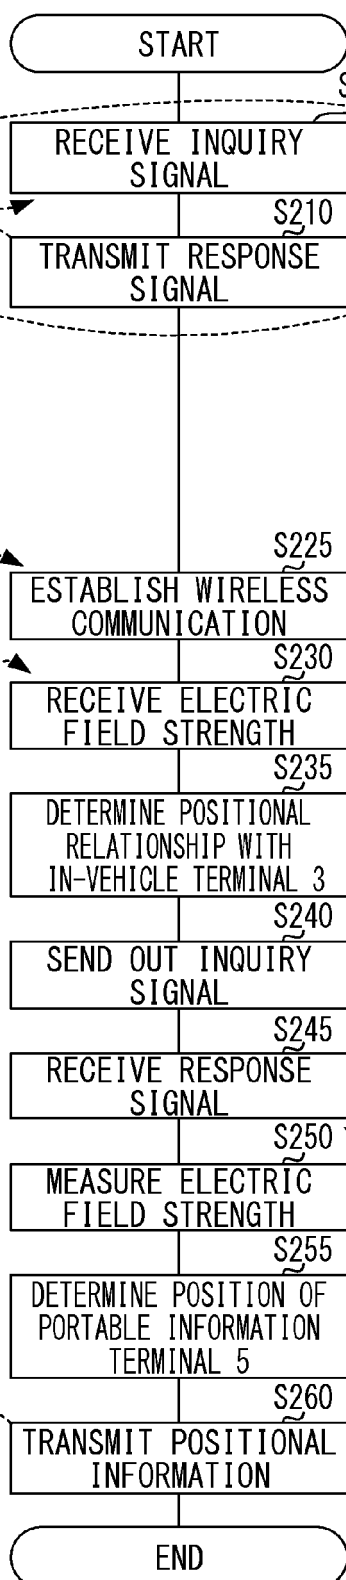 START
RECEIVE INQUIRY
SIGNAL
S210
TRANSMIT RESPONSE
SIGNAL
S225
ESTABLISH WIRELESS
COMMUNICATION
S230
RECEIVE ELECTRIC
FIELD STRENGTH
S235
DETERMINE POSITIONAL
RELATIONSHIP WITH
IN-VEHICLE TERMINAL 3
S240
SEND OUT INQUIRY
SIGNAL
S245
RECEIVE RESPONSE
SIGNAL
S250
MEASURE ELECTRIC
FIELD STRENGTH
S255
DETERMINE POSITION OF
PORTABLE INFORMATION
TERMINAL 5
S260
TRANSMIT POSITIONAL
INFORMATION
END